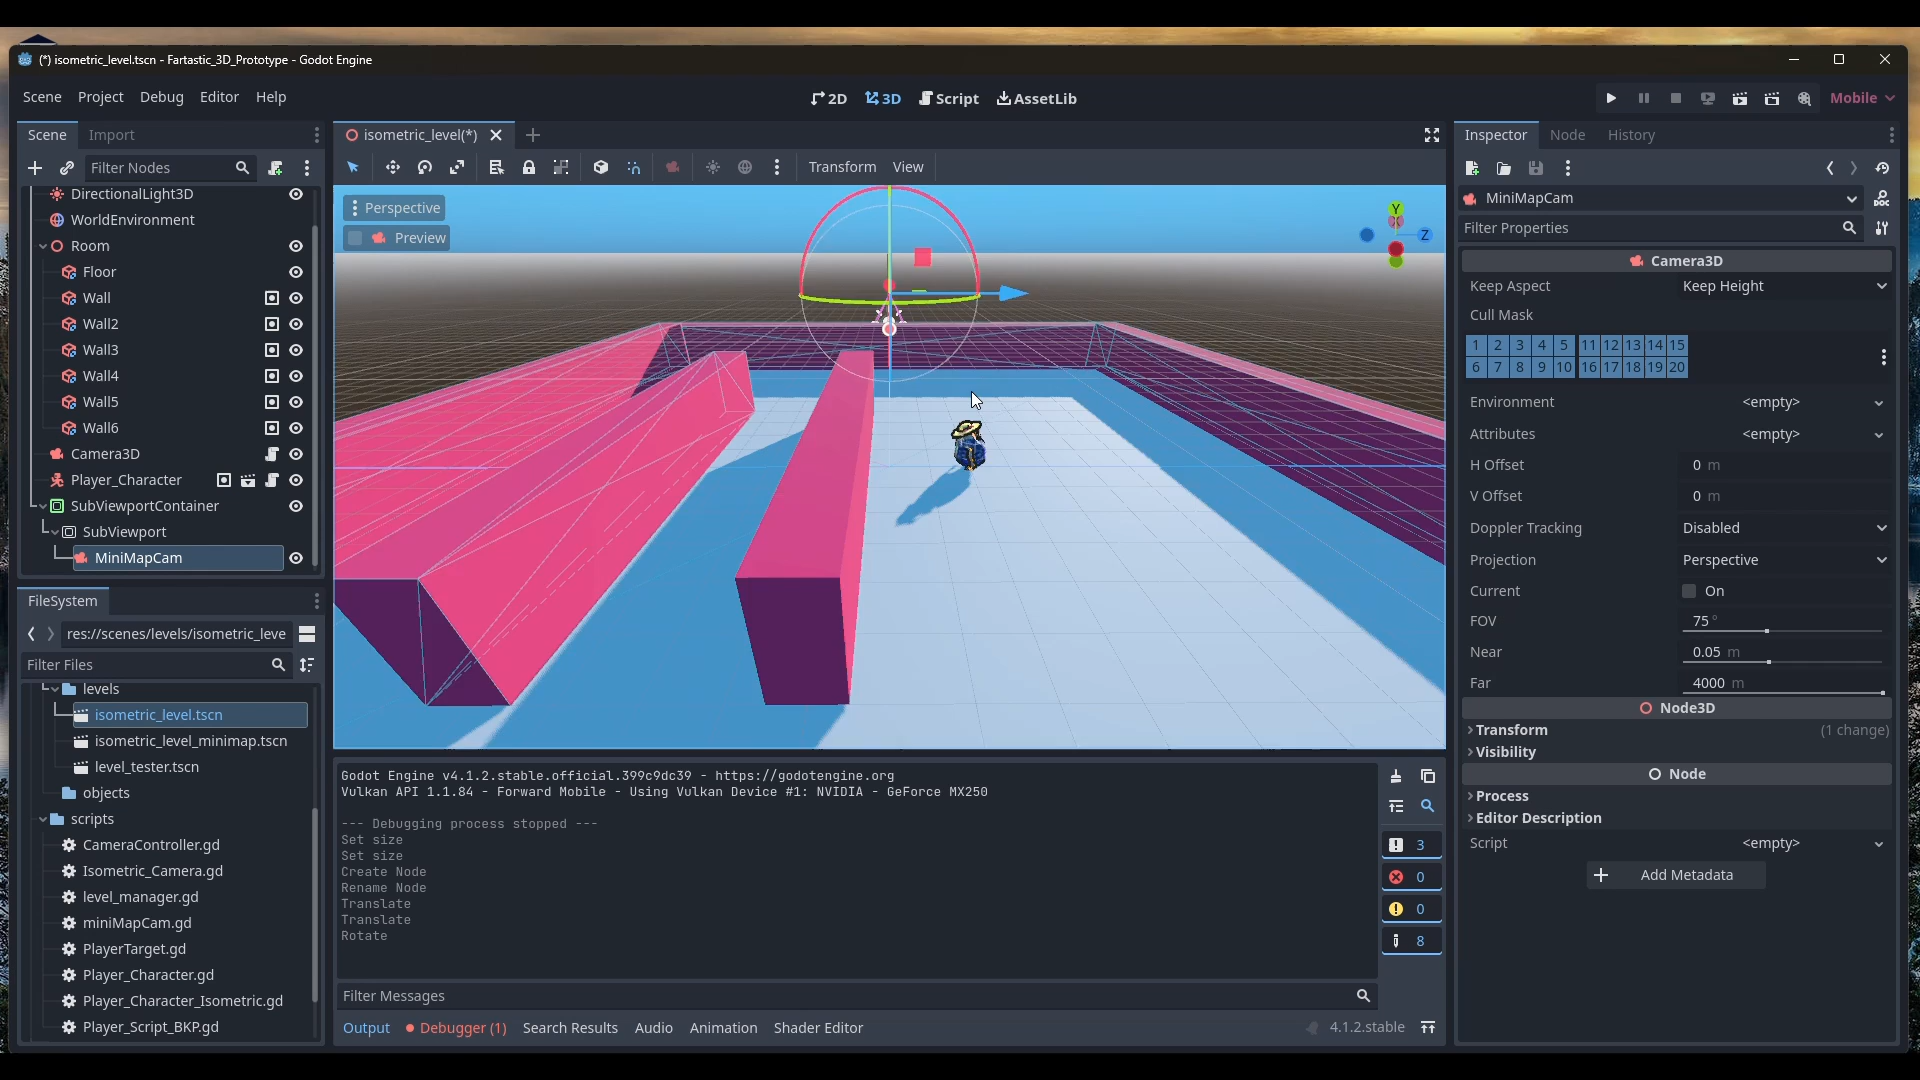 (*) isometric_level.tscn - Fartastic_3D_Prototype - Godot Engine
Scene Project Debug Editor Help
2D 3D Script AssetLib
Mobile
Scene Import
Filter Nodes
DirectionalLight3D
WorldEnvironment
Room
Floor
Wall
Wall2
Wall3
Wall4
Wall5
Wall6
Camera3D
Player_Character
SubViewportContainer
SubViewport
MiniMapCam
FileSystem
res://scenes/levels/isometric_leve
Filter Files
levels
isometric_level.tscn
isometric_level_minimap.tscn
level_tester.tscn
objects
scripts
CameraController.gd
Isometric_Camera.gd
level_manager.gd
miniMapCam.gd
PlayerTarget.gd
Player_Character.gd
Player_Character_Isometric.gd
Player_Script_BKP.gd
isometric_level(*)
Transform View
Perspective
Preview
Y
X
Z
Godot Engine v4.1.2.stable.official.399c9dc39 - https://godotengine.org
Vulkan API 1.1.84 - Forward Mobile - Using Vulkan Device #1: NVIDIA - GeForce MX250
--- Debugging process stopped ---
Set size
Set size
Create Node
Rename Node
Translate
Translate
Rotate
3
0
0
8
Filter Messages
Output Debugger (1) Search Results Audio Animation Shader Editor
4.1.2.stable
Inspector Node History
MiniMapCam
DOC
Filter Properties
Camera3D
Keep Aspect Keep Height
Cull Mask
1 2 3 4 5 11 12 13 14 15
6 7 8 9 10 16 17 18 19 20
Environment <empty>
Attributes <empty>
H Offset 0 m
V Offset 0 m
Doppler Tracking Disabled
Projection Perspective
Current On
FOV 75 °
Near 0.05 m
Far 4000 m
Node3D
Transform (1 change)
Visibility
Node
Process
Editor Description
Script <empty>
Add Metadata